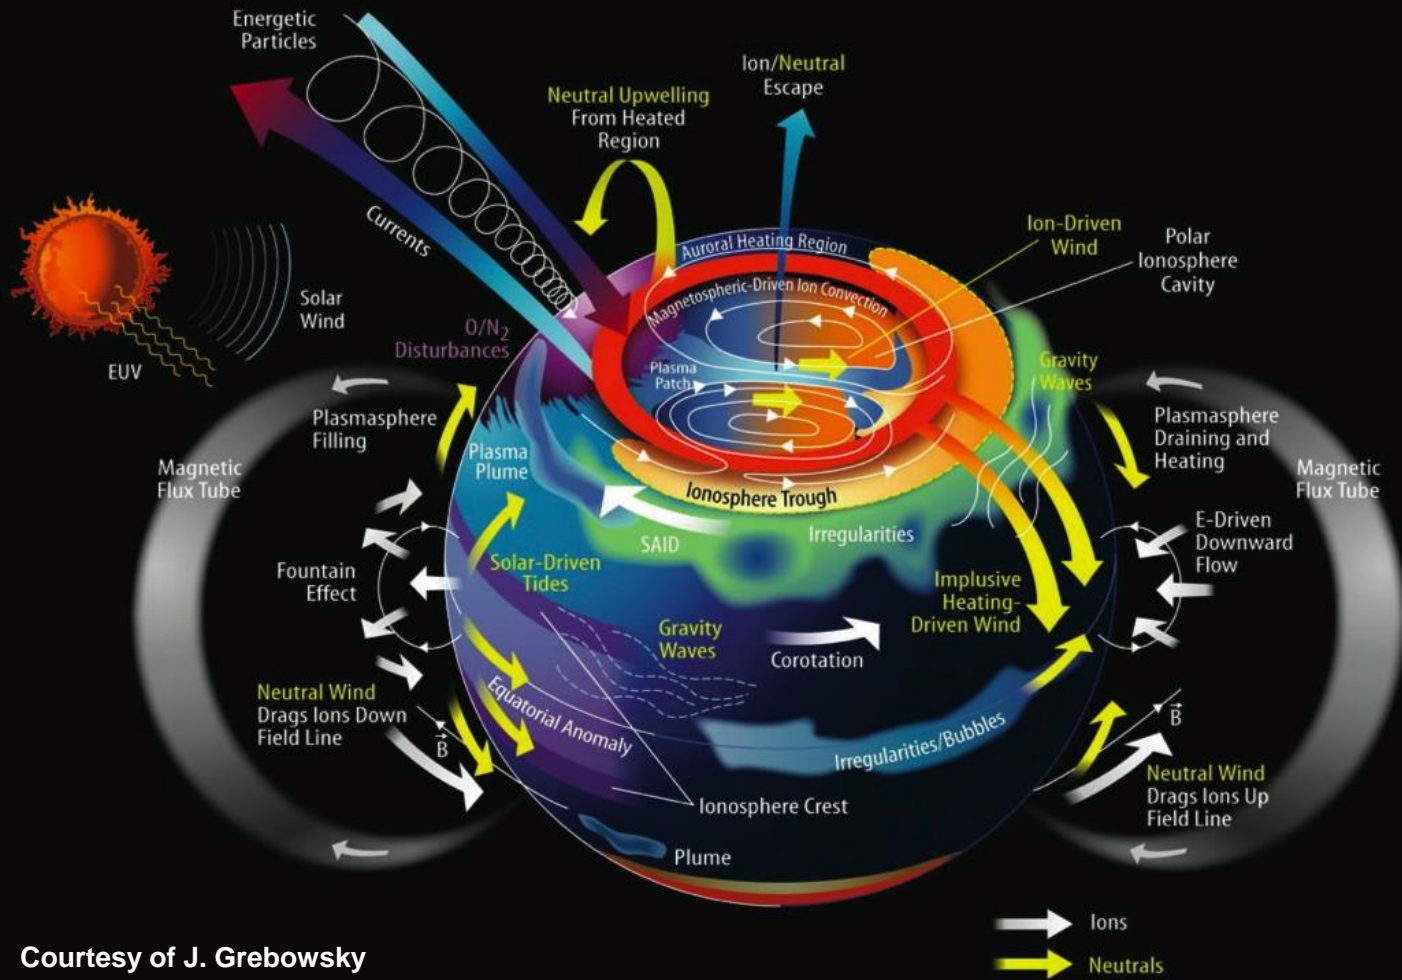 Energetic
Particles
Ion/Neutral
Escape
Neutral Upwelling
From Heated
Region
Currents
Auroral Heating Region
Ion-Driven
Wind
Polar
Ionosphere
Cavity
Magnetospheric-Driven Ion Convection
Solar
Wind
EUV
O/N2
Disturbances
Plasma
Patch
Gravity
Waves
Plasmasphere
Filling
Plasmasphere
Draining and
Heating
Magnetic
Flux Tube
Magnetic
Flux Tube
Plasma
Plume
Ionosphere Trough
SAID
Irregularities
E-Driven
Downward
Flow
Fountain
Effect
Solar-Driven
Tides
Implusive
Heating-
Driven Wind
Gravity
Waves
Corotation
Neutral Wind
Drags Ions Down
Field Line
B
Equatorial Anomaly
Irregularities/Bubbles
B
Neutral Wind
Drags Ions Up
Field Line
Ionosphere Crest
Plume
Ions
Neutrals
Courtesy of J. Grebowsky